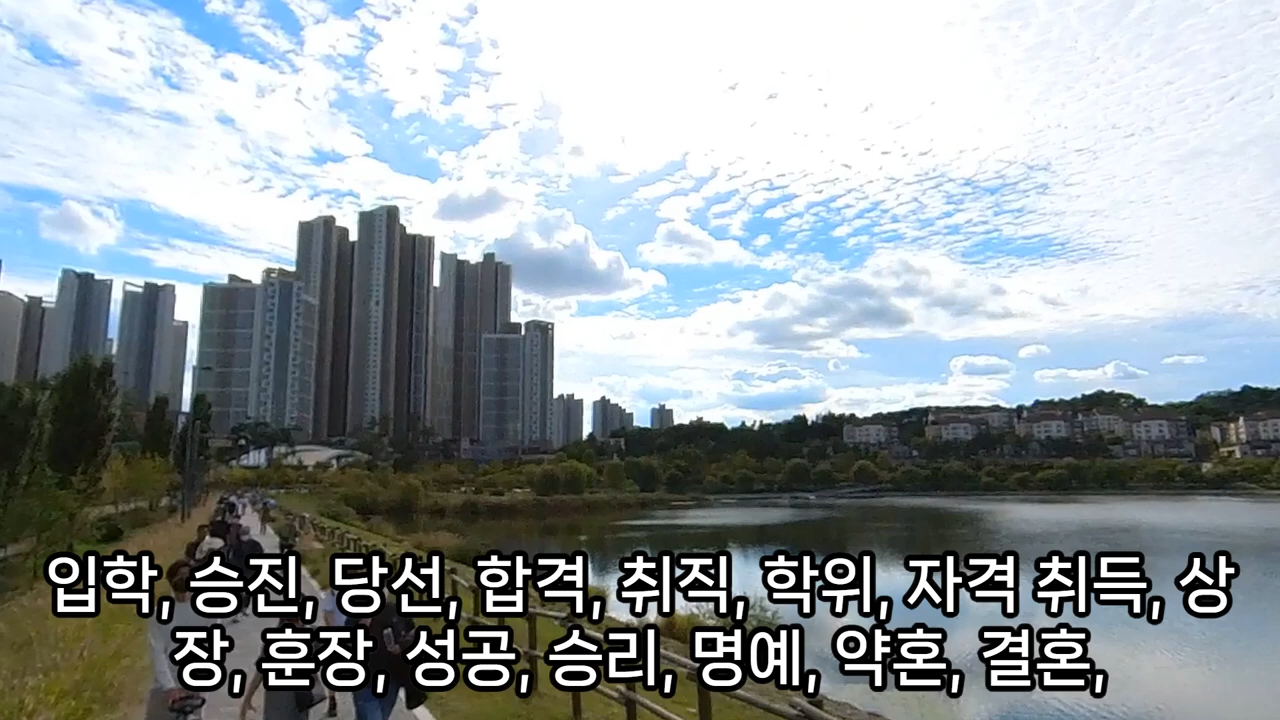 입학, 승진, 당선, 합격, 취직, 학위, 자격 취득, 상
장, 훈장, 성공, 승리, 명예, 약혼, 결혼,